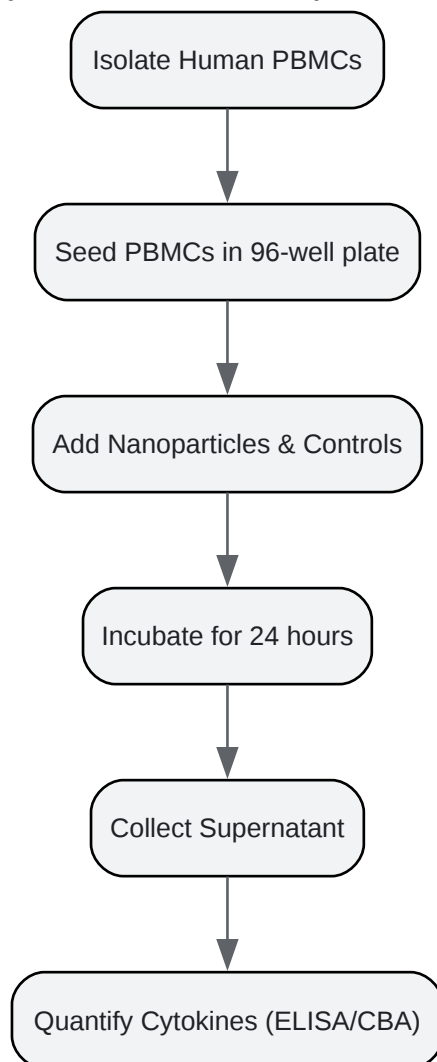 Isolate Human PBMCs
Seed PBMCs in 96-well plate
Add Nanoparticles & Controls
Incubate for 24 hours
Collect Supernatant
Quantify Cytokines (ELISA/CBA)